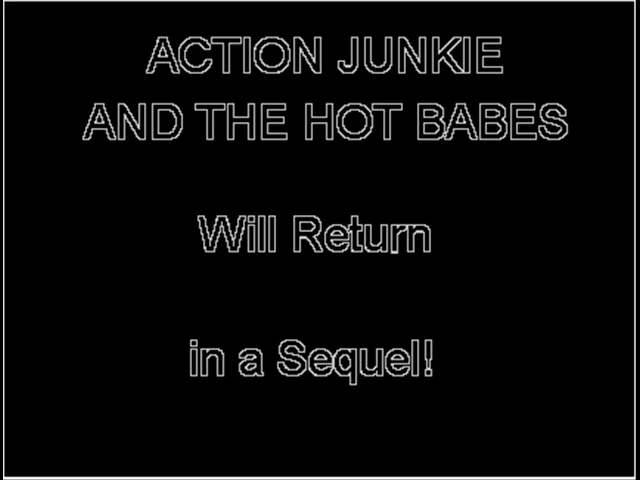 ACTION JUNKIE
AND THE HOT BABES
Will Return
in a Sequel!